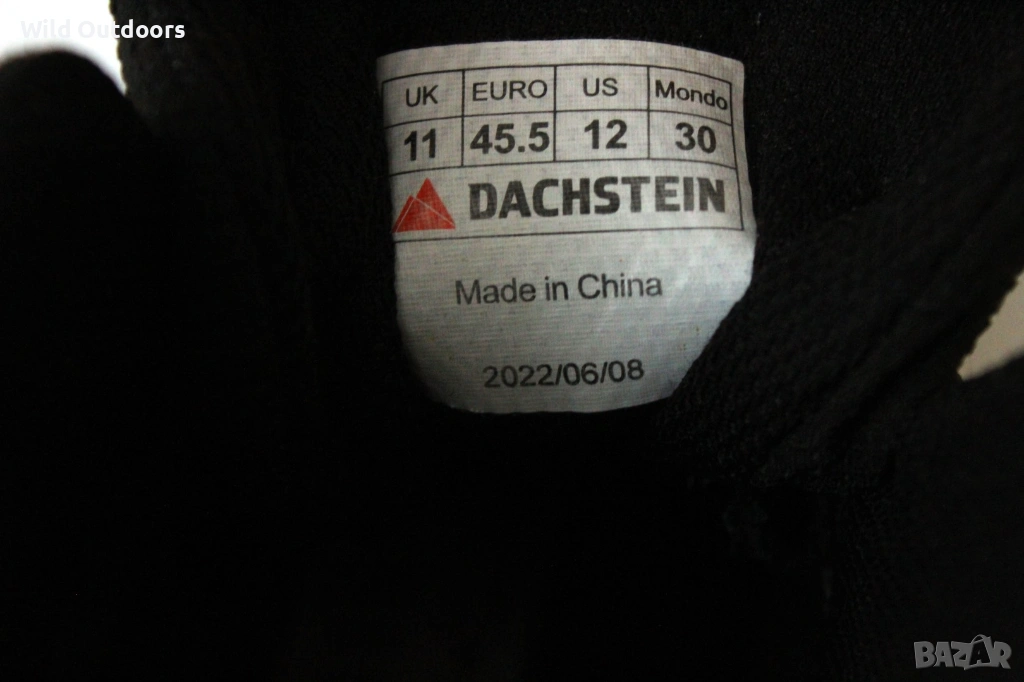 Wild Outdoors
UK EURO US Mondo
11 45.5 12 30
DACHSTEIN
Made in China
2022/06/08
BAZAR